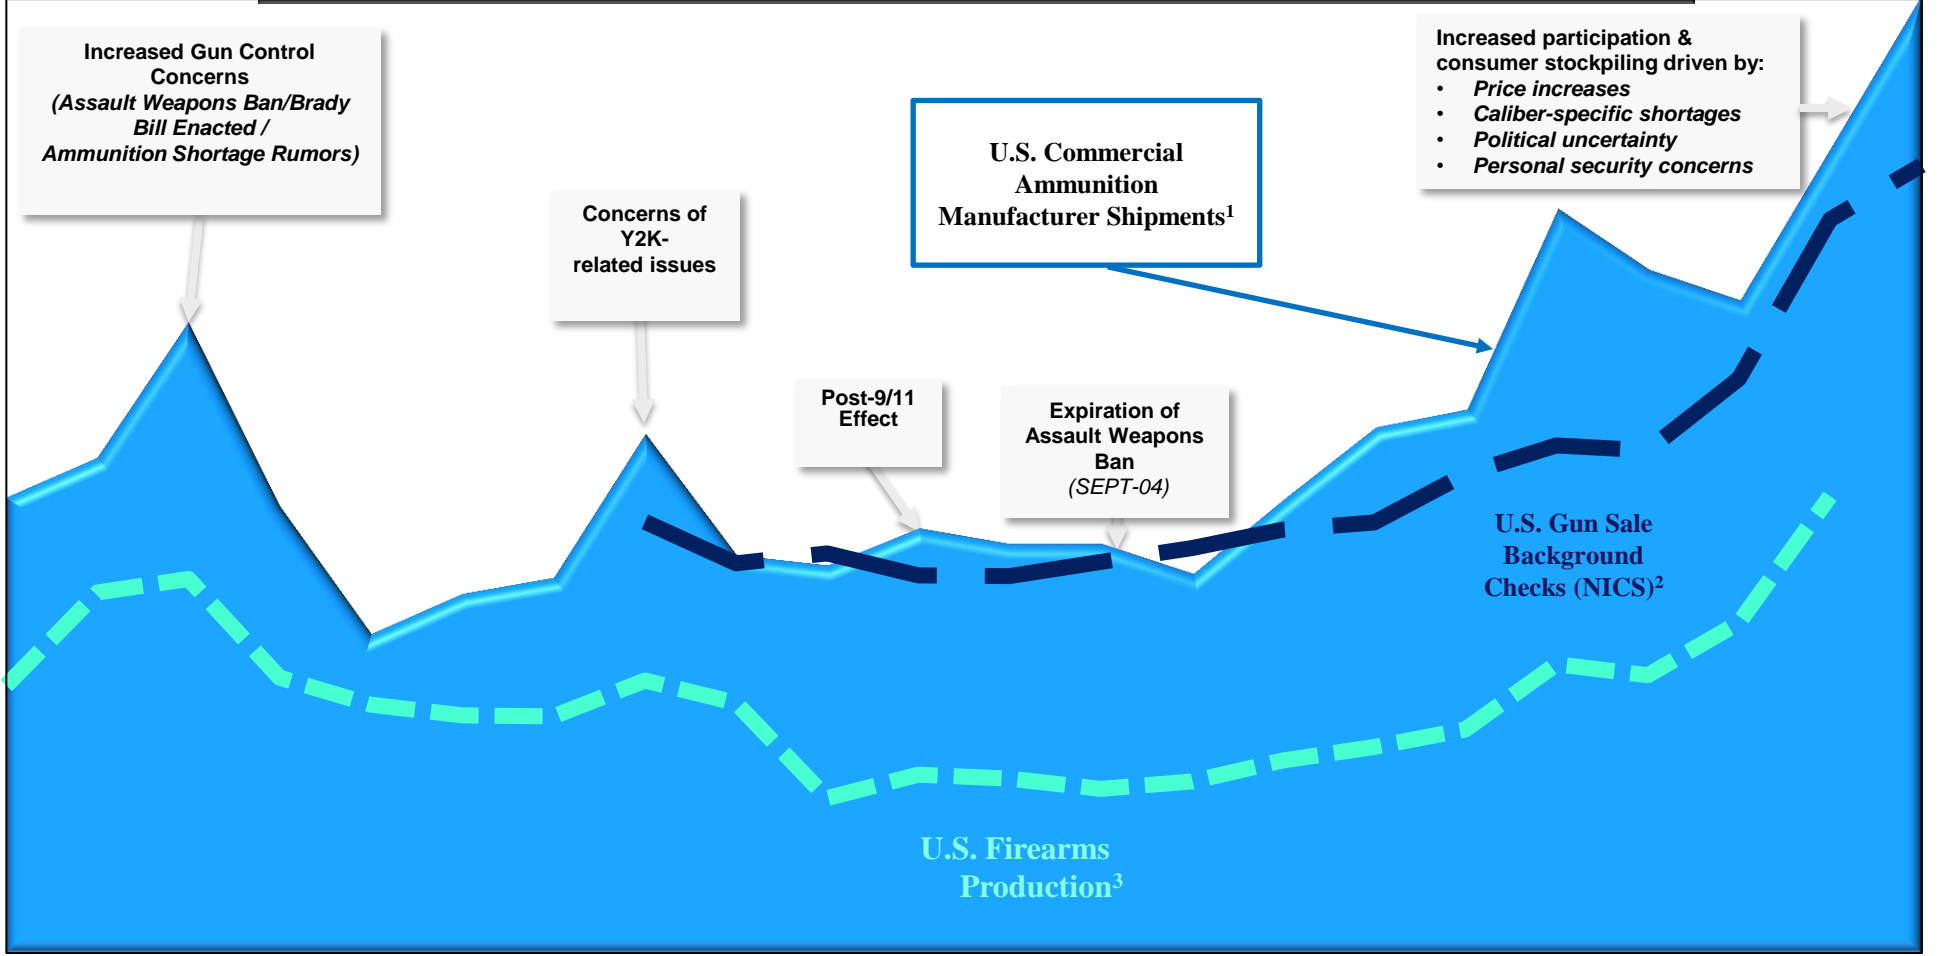 Increased Gun Control
Concerns
(Assault Weapons Ban/Brady
Bill Enacted /
Ammunition Shortage Rumors)
Concerns of
Y2K-
related issues
Post-9/11
Effect
U.S. Commercial
Ammunition
Manufacturer Shipments¹
Expiration of
Assault Weapons
Ban
(SEPT-04)
Increased participation &
consumer stockpiling driven by:
• Price increases
• Caliber-specific shortages
• Political uncertainty
• Personal security concerns
U.S. Gun Sale
Background
Checks (NICS)²
U.S. Firearms
Production³